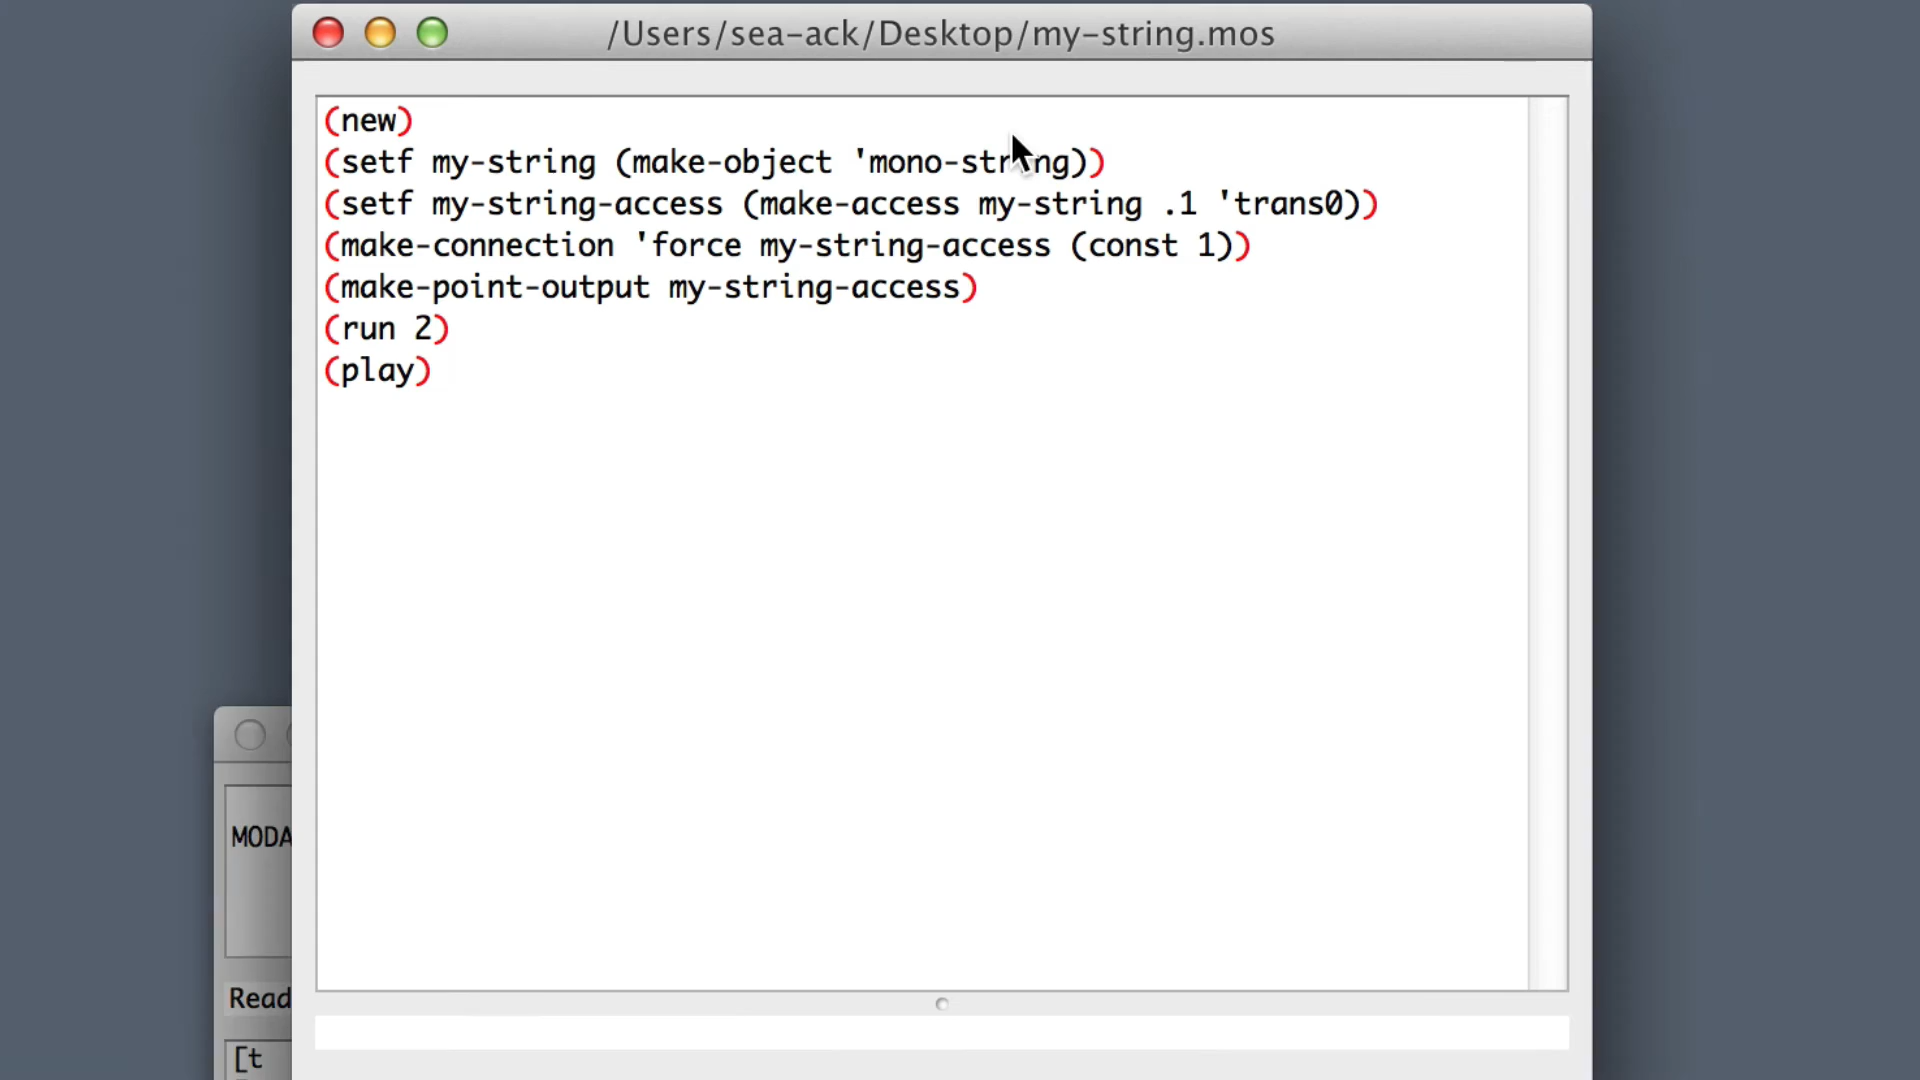 /Users/sea-ack/Desktop/my-string.mos
(new)
(setf my-string (make-object 'mono-string))
(setf my-string-access (make-access my-string .1 'trans0))
(make-connection 'force my-string-access (const 1))
(make-point-output my-string-access)
(run 2)
(play)
MODA
Read
[t